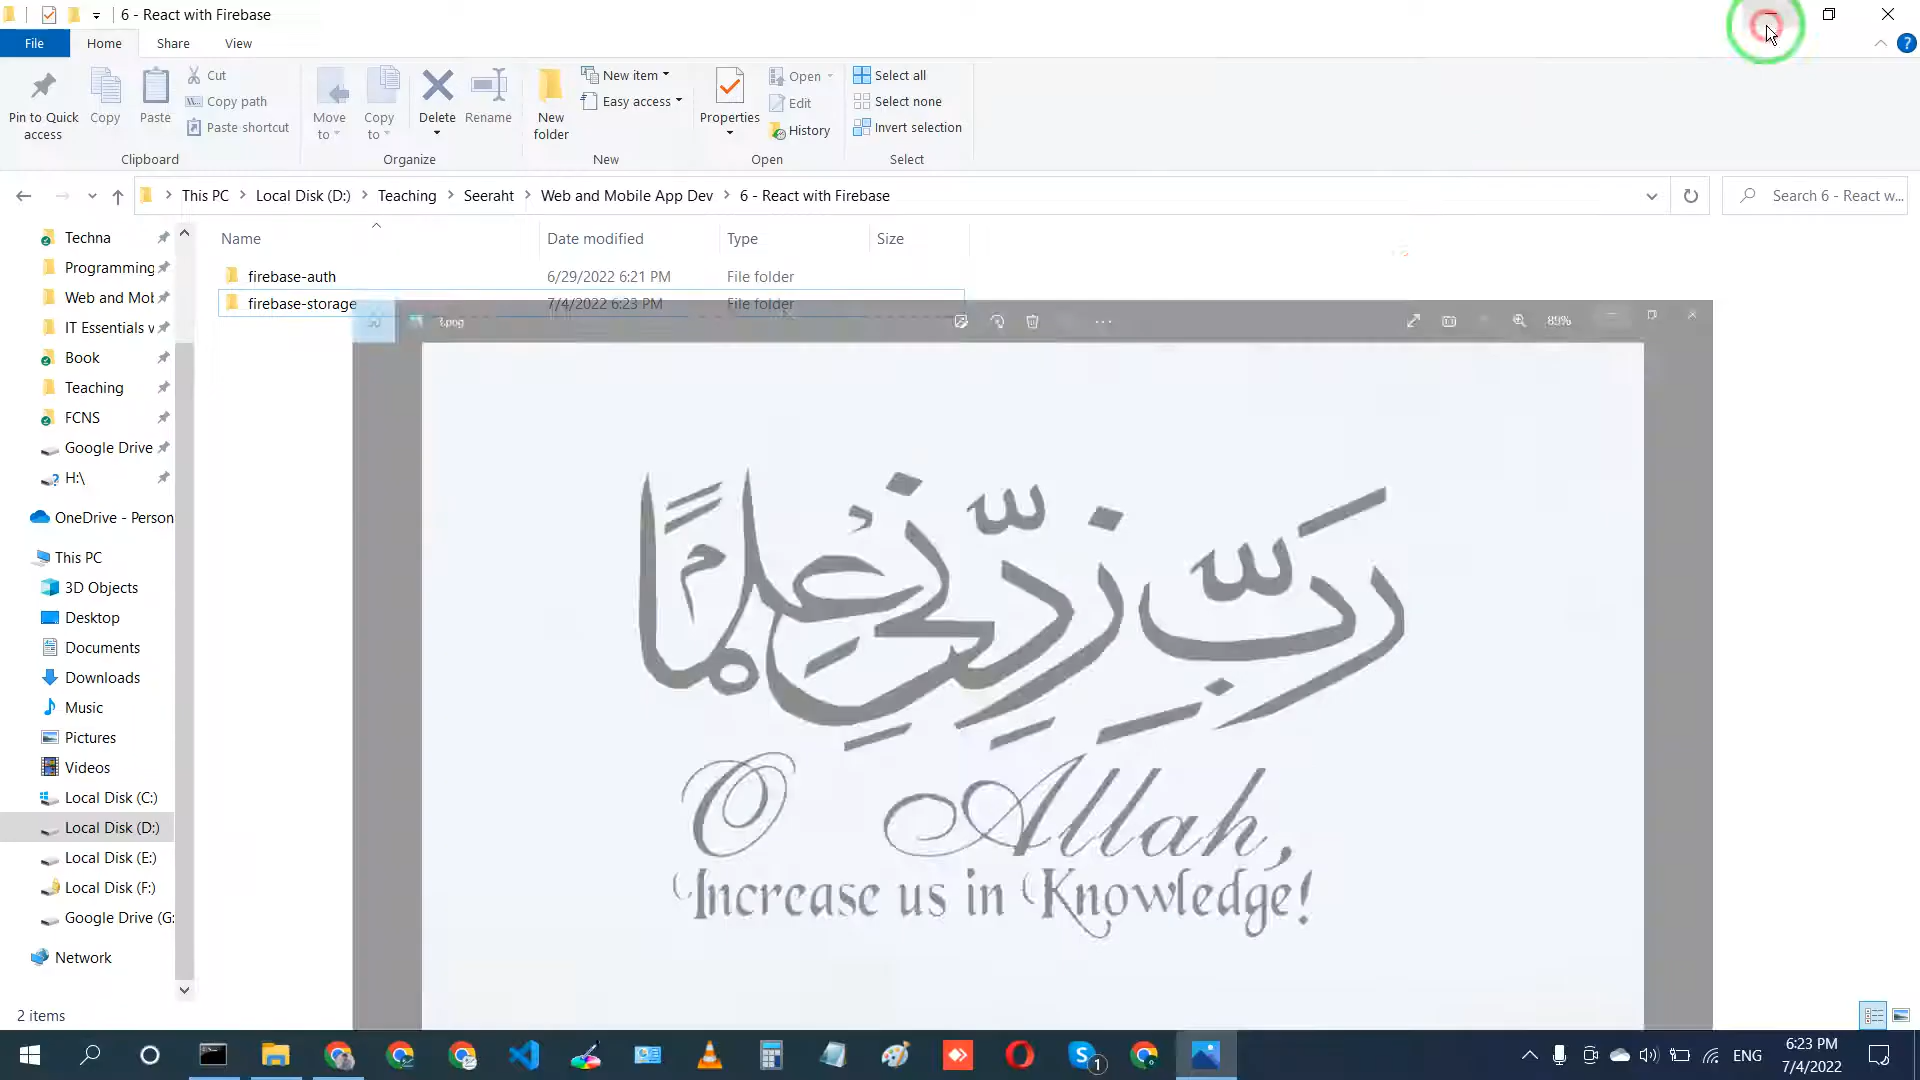 6 - React with Firebase
File
Home
Share
View
Pin to Quick access
Copy
Paste
Cut
Copy path
Paste shortcut
Clipboard
Move to
Copy to
Delete
Rename
Organize
New folder
New item
Easy access
New
Properties
Open
Edit
History
Open
Select all
Select none
Invert selection
Select
This PC
Local Disk (D:)
Teaching
Seeraht
Web and Mobile App Dev
6 - React with Firebase
Search 6 - React w...
Name
Date modified
Type
Size
firebase-auth
6/29/2022 6:21 PM
File folder
firebase-storage
7/4/2022 6:23 PM
File folder
Techna
Programming
Web and Mol
IT Essentials v
Book
Teaching
FCNS
Google Drive
H:\
OneDrive - Person
This PC
3D Objects
Desktop
Documents
Downloads
Music
Pictures
Videos
Local Disk (C:)
Local Disk (D:)
Local Disk (E:)
Local Disk (F:)
Google Drive (G:
Network
89%
رَبِّ زِدْنِي عِلْمًا
O Allah,
Increase us in Knowledge!
2 items
1
ENG
6:23 PM
7/4/2022